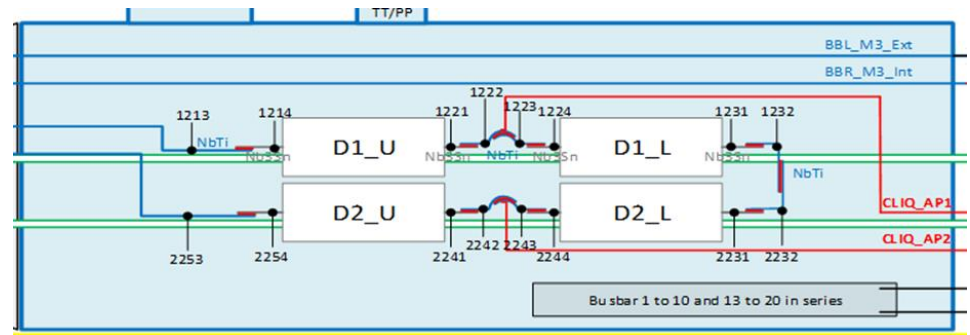 TT/PP
BBL_M3_Ext
BBR_M3_Int
1213 1214 1221 1222 1223 1224 1231 1232
NbTi Nb3Sn D1_U Nb3Sn NbTi Nb3Sn D1_L Nb3Sn
NbTi
D2_U D2_L
CLIQ_AP1
CLIQ_AP2
2253 2254 2241 2242 2243 2244 2231 2232
Busbar 1 to 10 and 13 to 20 in series